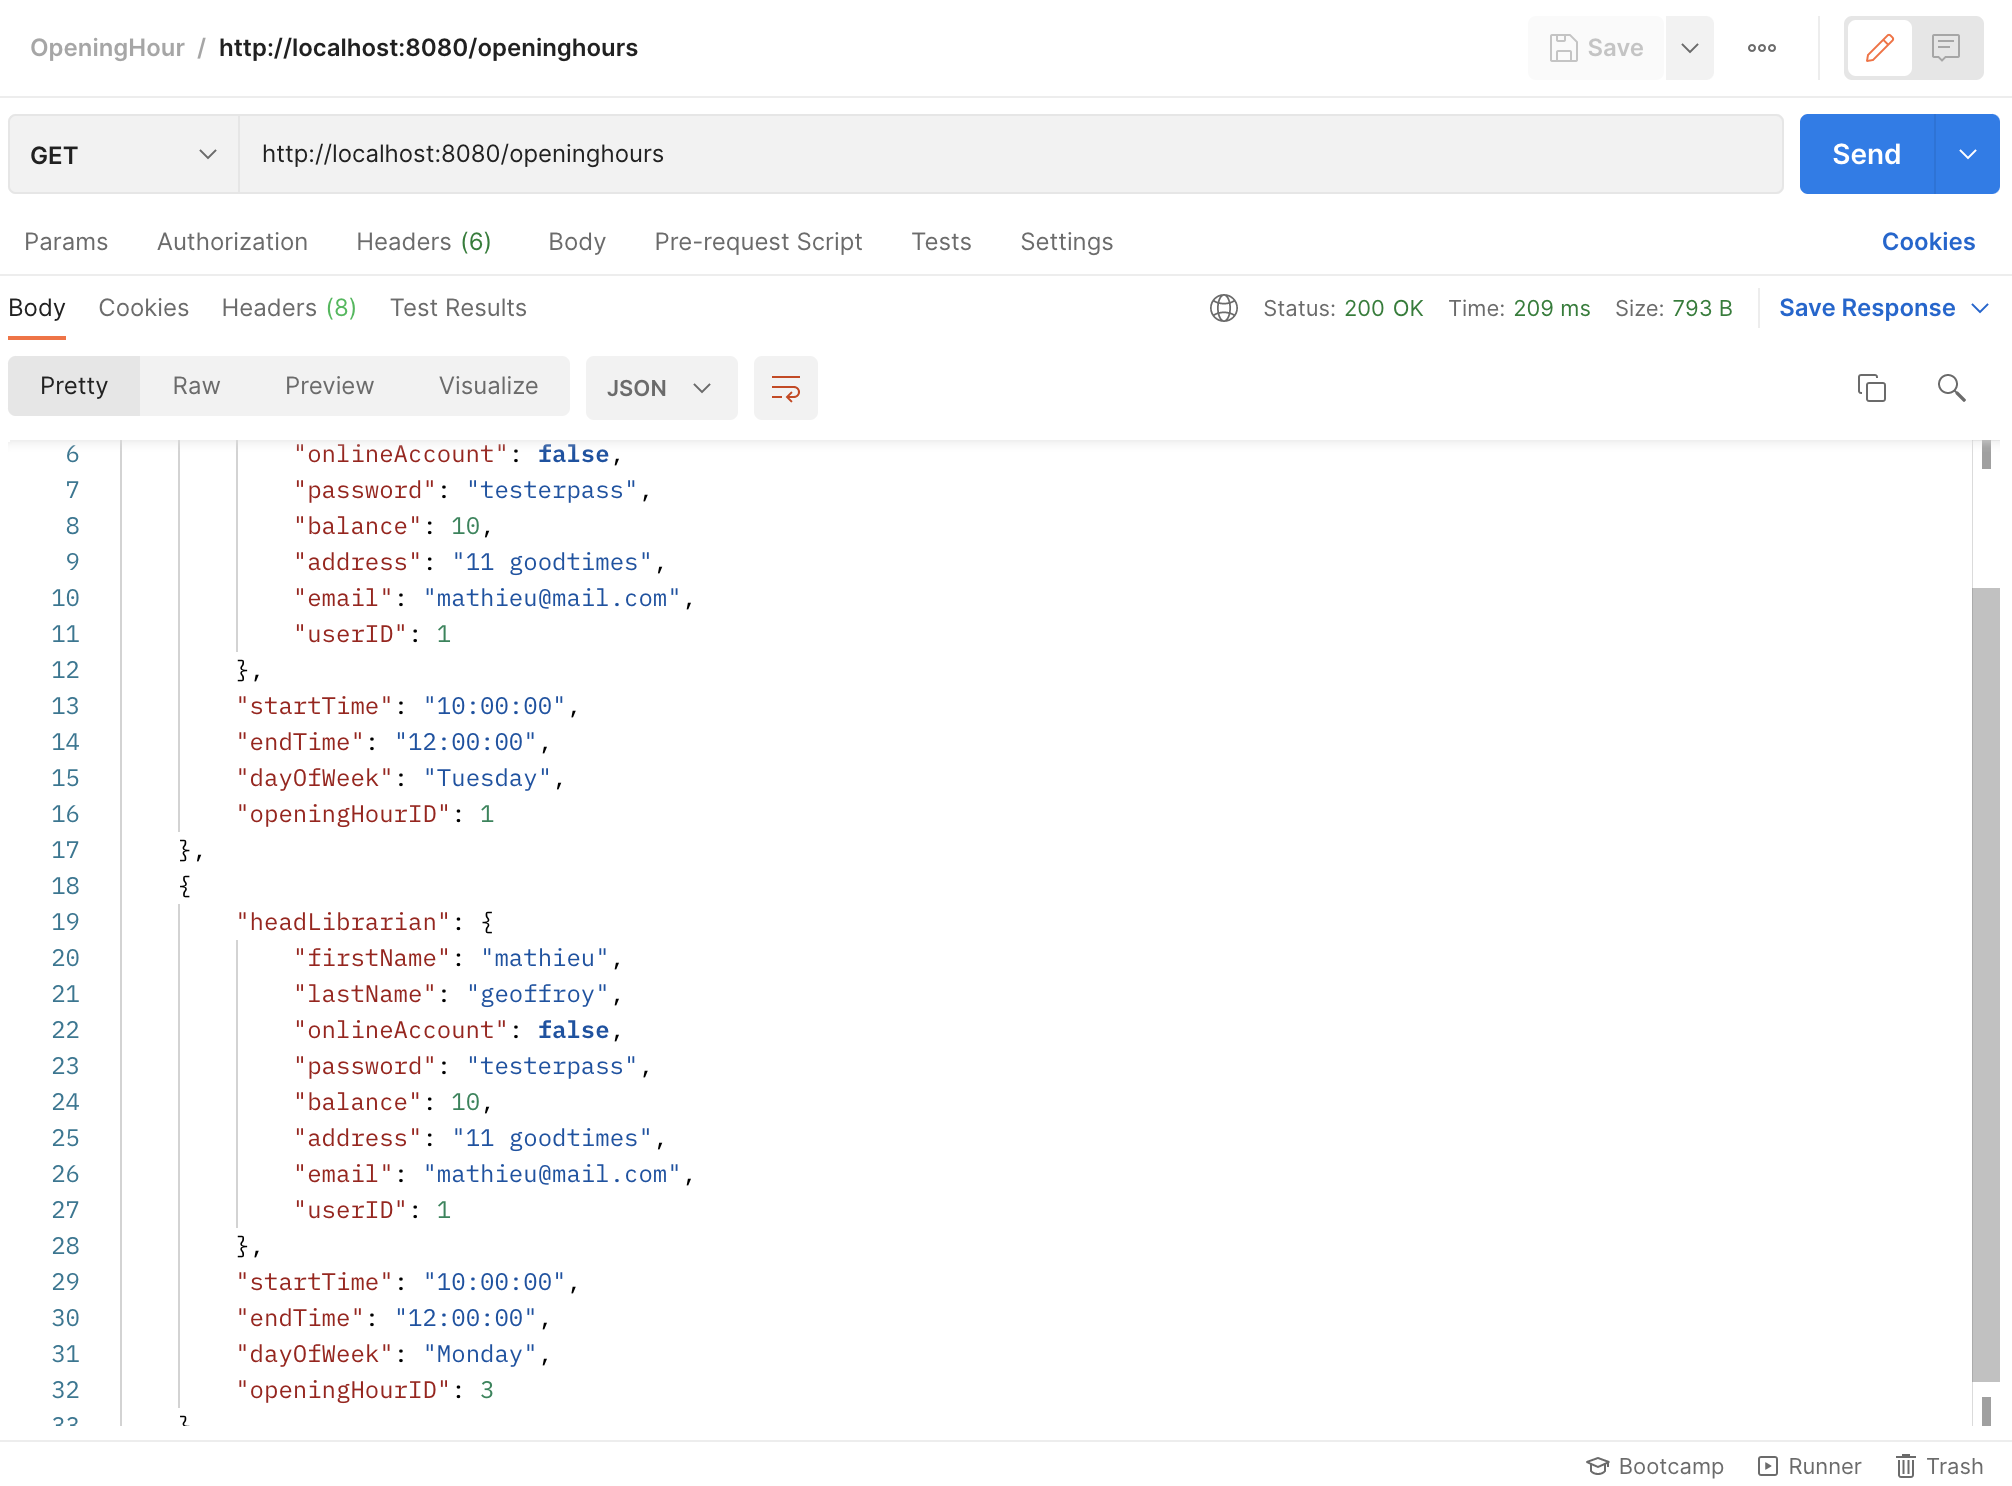 OpeningHour / http://localhost:8080/openinghours
Save
GET http://localhost:8080/openinghours Send
Params Authorization Headers (6) Body Pre-request Script Tests Settings Cookies
Body Cookies Headers (8) Test Results Status: 200 OK Time: 209 ms Size: 793 B Save Response
Pretty Raw Preview Visualize JSON
6 "onlineAccount": false,
7 "password": "testerpass",
8 "balance": 10,
9 "address": "11 goodtimes",
10 "email": "mathieu@mail.com",
11 "userID": 1
12 },
13 "startTime": "10:00:00",
14 "endTime": "12:00:00",
15 "dayOfWeek": "Tuesday",
16 "openingHourID": 1
17 },
18 {
19 "headLibrarian": {
20 "firstName": "mathieu",
21 "lastName": "geoffroy",
22 "onlineAccount": false,
23 "password": "testerpass",
24 "balance": 10,
25 "address": "11 goodtimes",
26 "email": "mathieu@mail.com",
27 "userID": 1
28 },
29 "startTime": "10:00:00",
30 "endTime": "12:00:00",
31 "dayOfWeek": "Monday",
32 "openingHourID": 3
33 }
Bootcamp Runner Trash